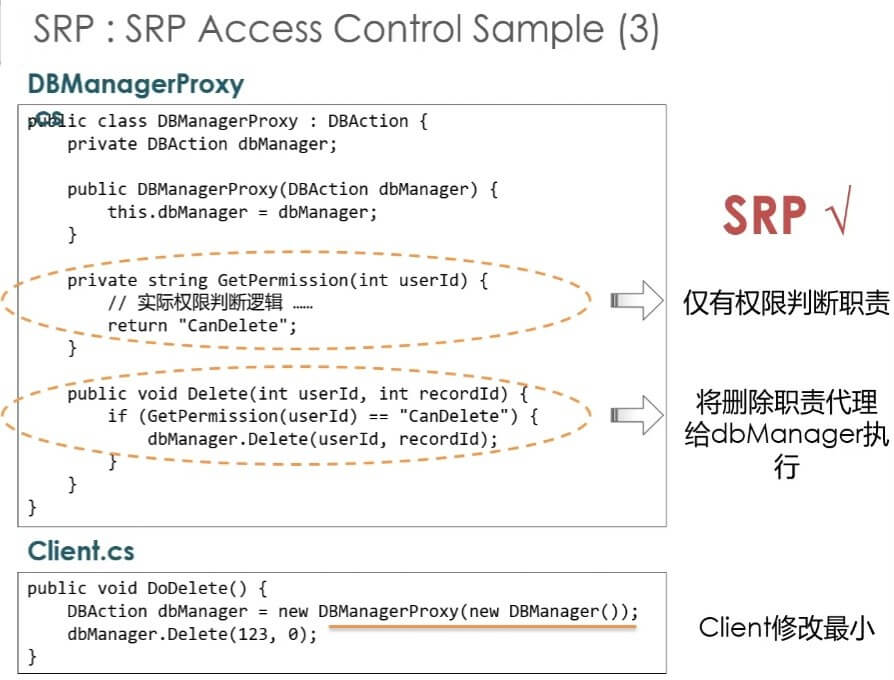 SRP : SRP Access Control Sample (3)
DBManagerProxy
.cs
public class DBManagerProxy : DBAction {
private DBAction dbManager;
public DBManagerProxy(DBAction dbManager) {
this.dbManager = dbManager;
}
private string GetPermission(int userId) {
// 实际权限判断逻辑 ……
return "CanDelete";
}
public void Delete(int userId, int recordId) {
if (GetPermission(userId) == "CanDelete") {
dbManager.Delete(userId, recordId);
}
}
}
SRP √
仅有权限判断职责
将删除职责代理
给dbManager执
行
Client.cs
public void DoDelete() {
DBAction dbManager = new DBManagerProxy(new DBManager());
dbManager.Delete(123, 0);
}
Client修改最小